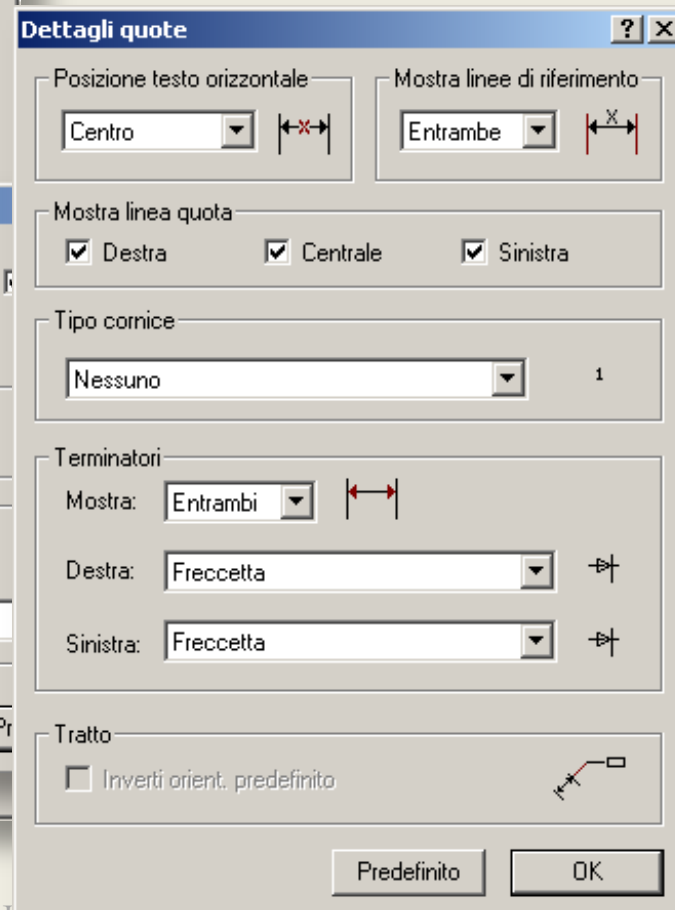 Dettagli quote
Posizione testo orizzontale
Mostra linee di riferimento
Centro
x
Entrambe
X
Mostra linea quota
Destra
Centrale
Sinistra
Tipo cornice
Nessuno
1
Terminatori
Mostra:
Entrambi
Destra:
Freccetta
Sinistra:
Freccetta
Pr
Tratto
Inverti orient. predefinito
Predefinito
OK